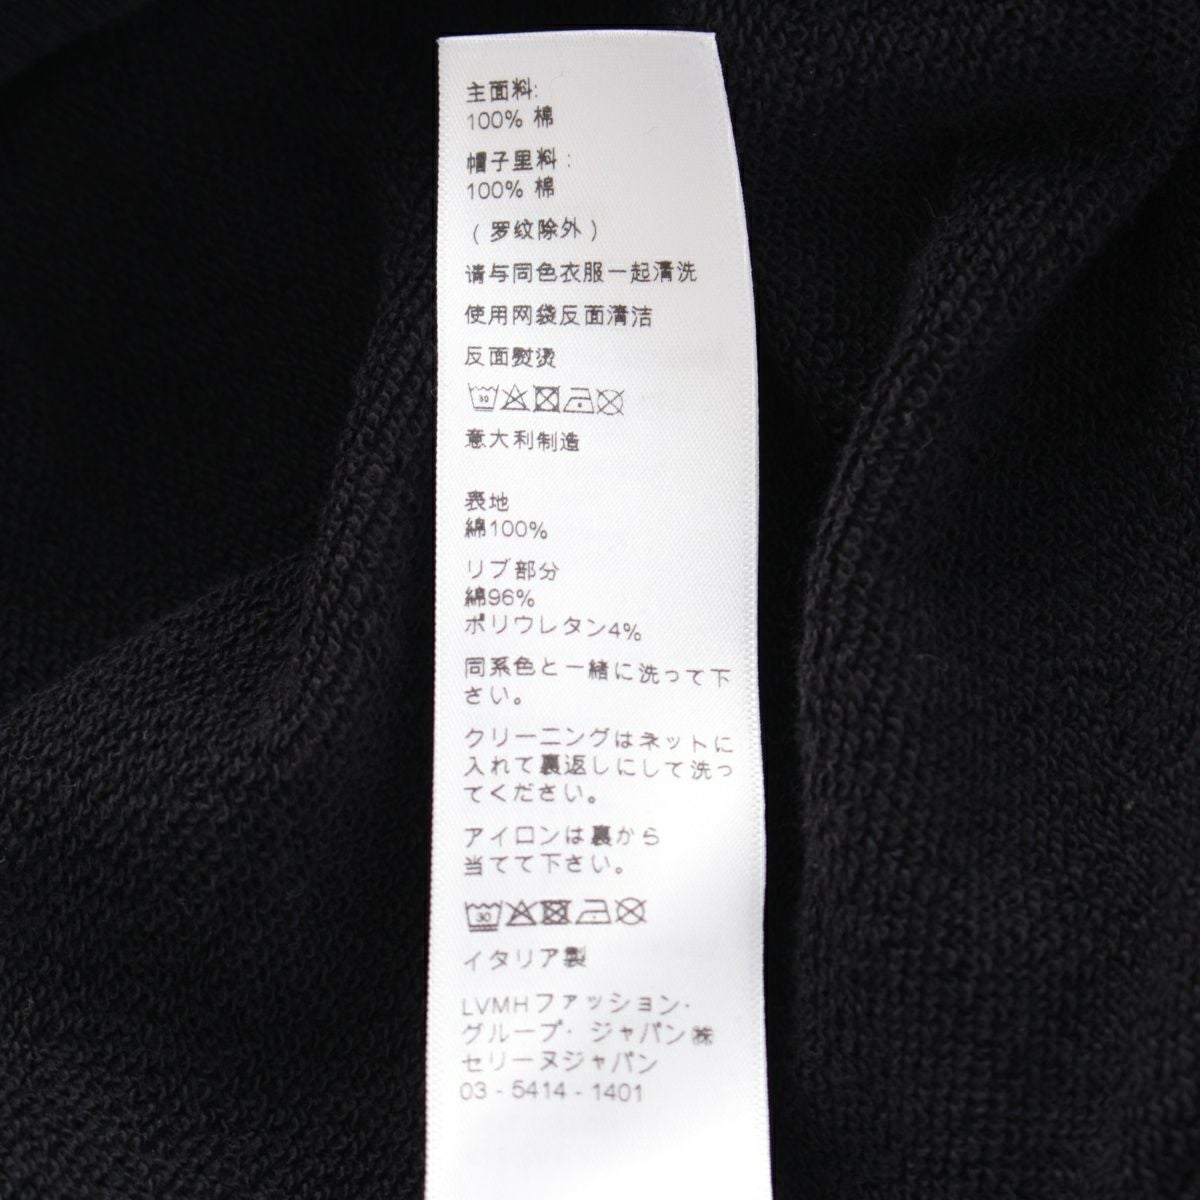 主面料:
100% 棉
帽子里料:
100% 棉
(罗纹除外)
请与同色衣服一起清洗
使用网袋反面清洁
反面熨烫
30
意大利制造
表地
綿100%
リブ部分
綿96%
ポリウレタン4%
同系色と一緒に洗って下
さい。
クリーニングはネットに
入れて裏返しにして洗っ
てください。
アイロンは裏から
当てて下さい。
30
イタリア製
LVMHファッション・
グループ・ジャパン㈱
セリーヌジャパン
03 - 5414 - 1401